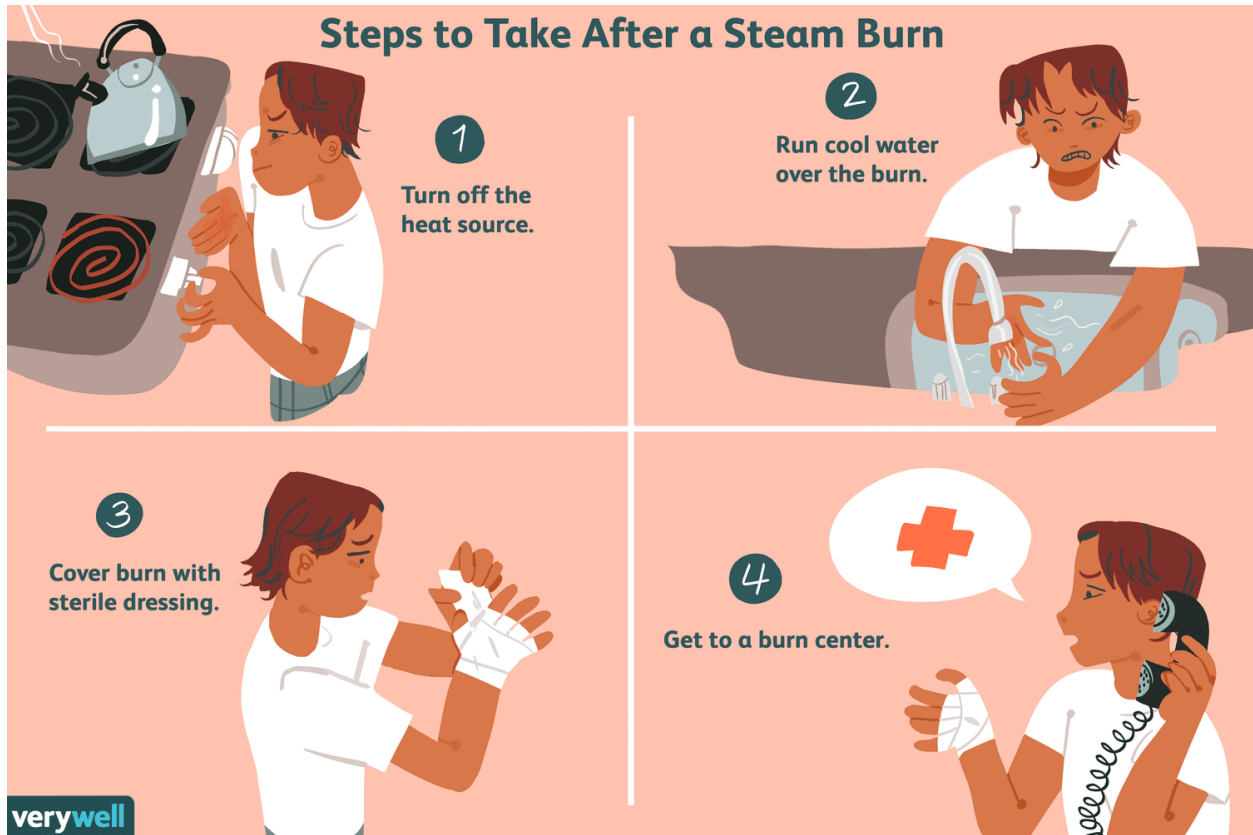 Steps to Take After a Steam Burn
1
Turn off the
heat source.
2
Run cool water
over the burn.
3
Cover burn with
sterile dressing.
4
Get to a burn center.
verywell